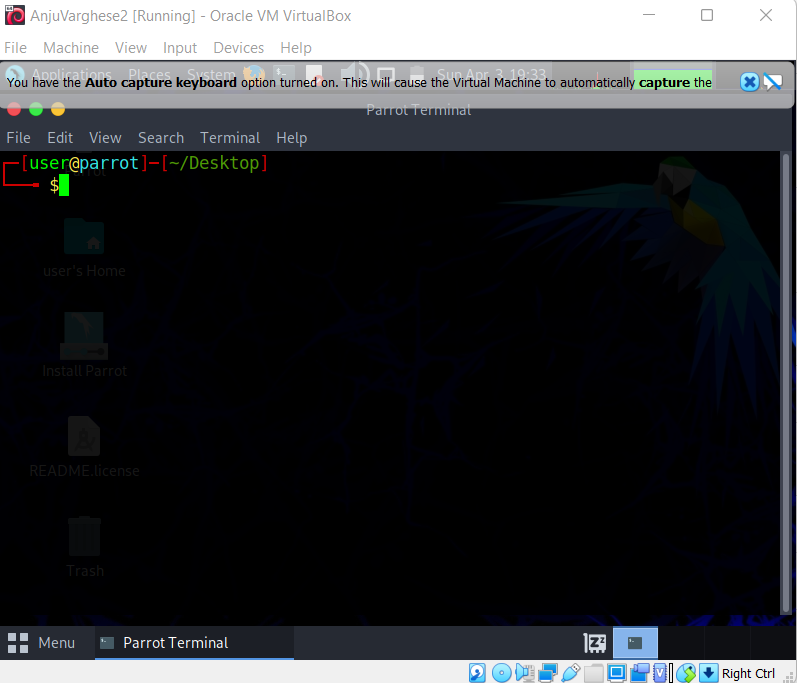 AnjuVarghese2 [Running] - Oracle VM VirtualBox
File Machine View Input Devices Help
Applications Places System Sun Apr 3, 19:33
You have the Auto capture keyboard option turned on. This will cause the Virtual Machine to automatically capture the
Parrot Terminal
File Edit View Search Terminal Help
[user@parrot]─[~/Desktop]
$
user's Home
Install Parrot
README.license
Trash
Menu Parrot Terminal
Right Ctrl